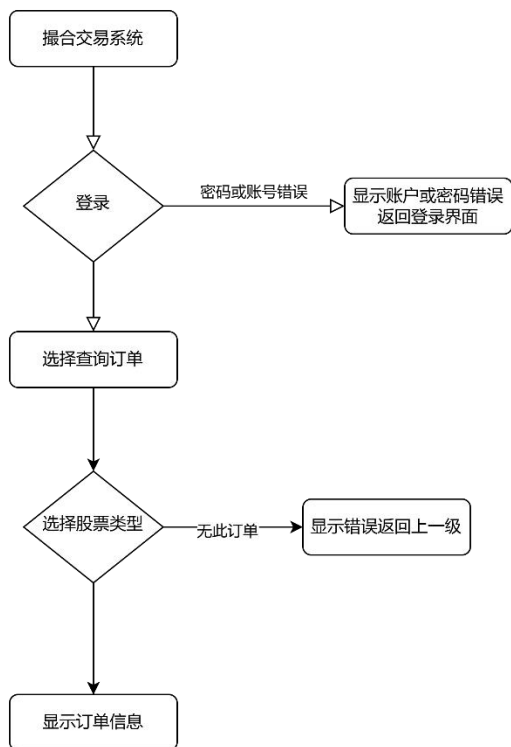 撮合交易系统
登录
密码或账号错误
显示账户或密码错误
返回登录界面
选择查询订单
选择股票类型
无此订单
显示错误返回上一级
显示订单信息